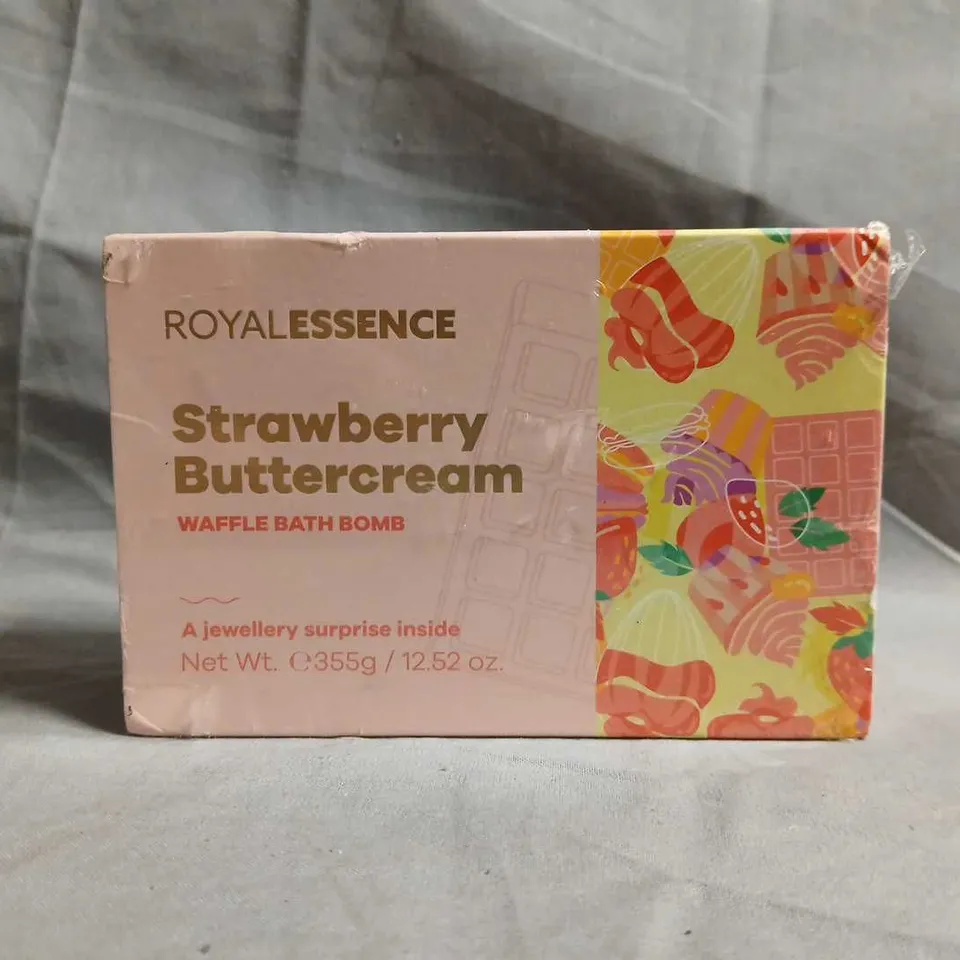 ROYALESSENCE
Strawberry
Buttercream
WAFFLE BATH BOMB
A jewellery surprise inside
Net Wt. ℮355g / 12.52 oz.